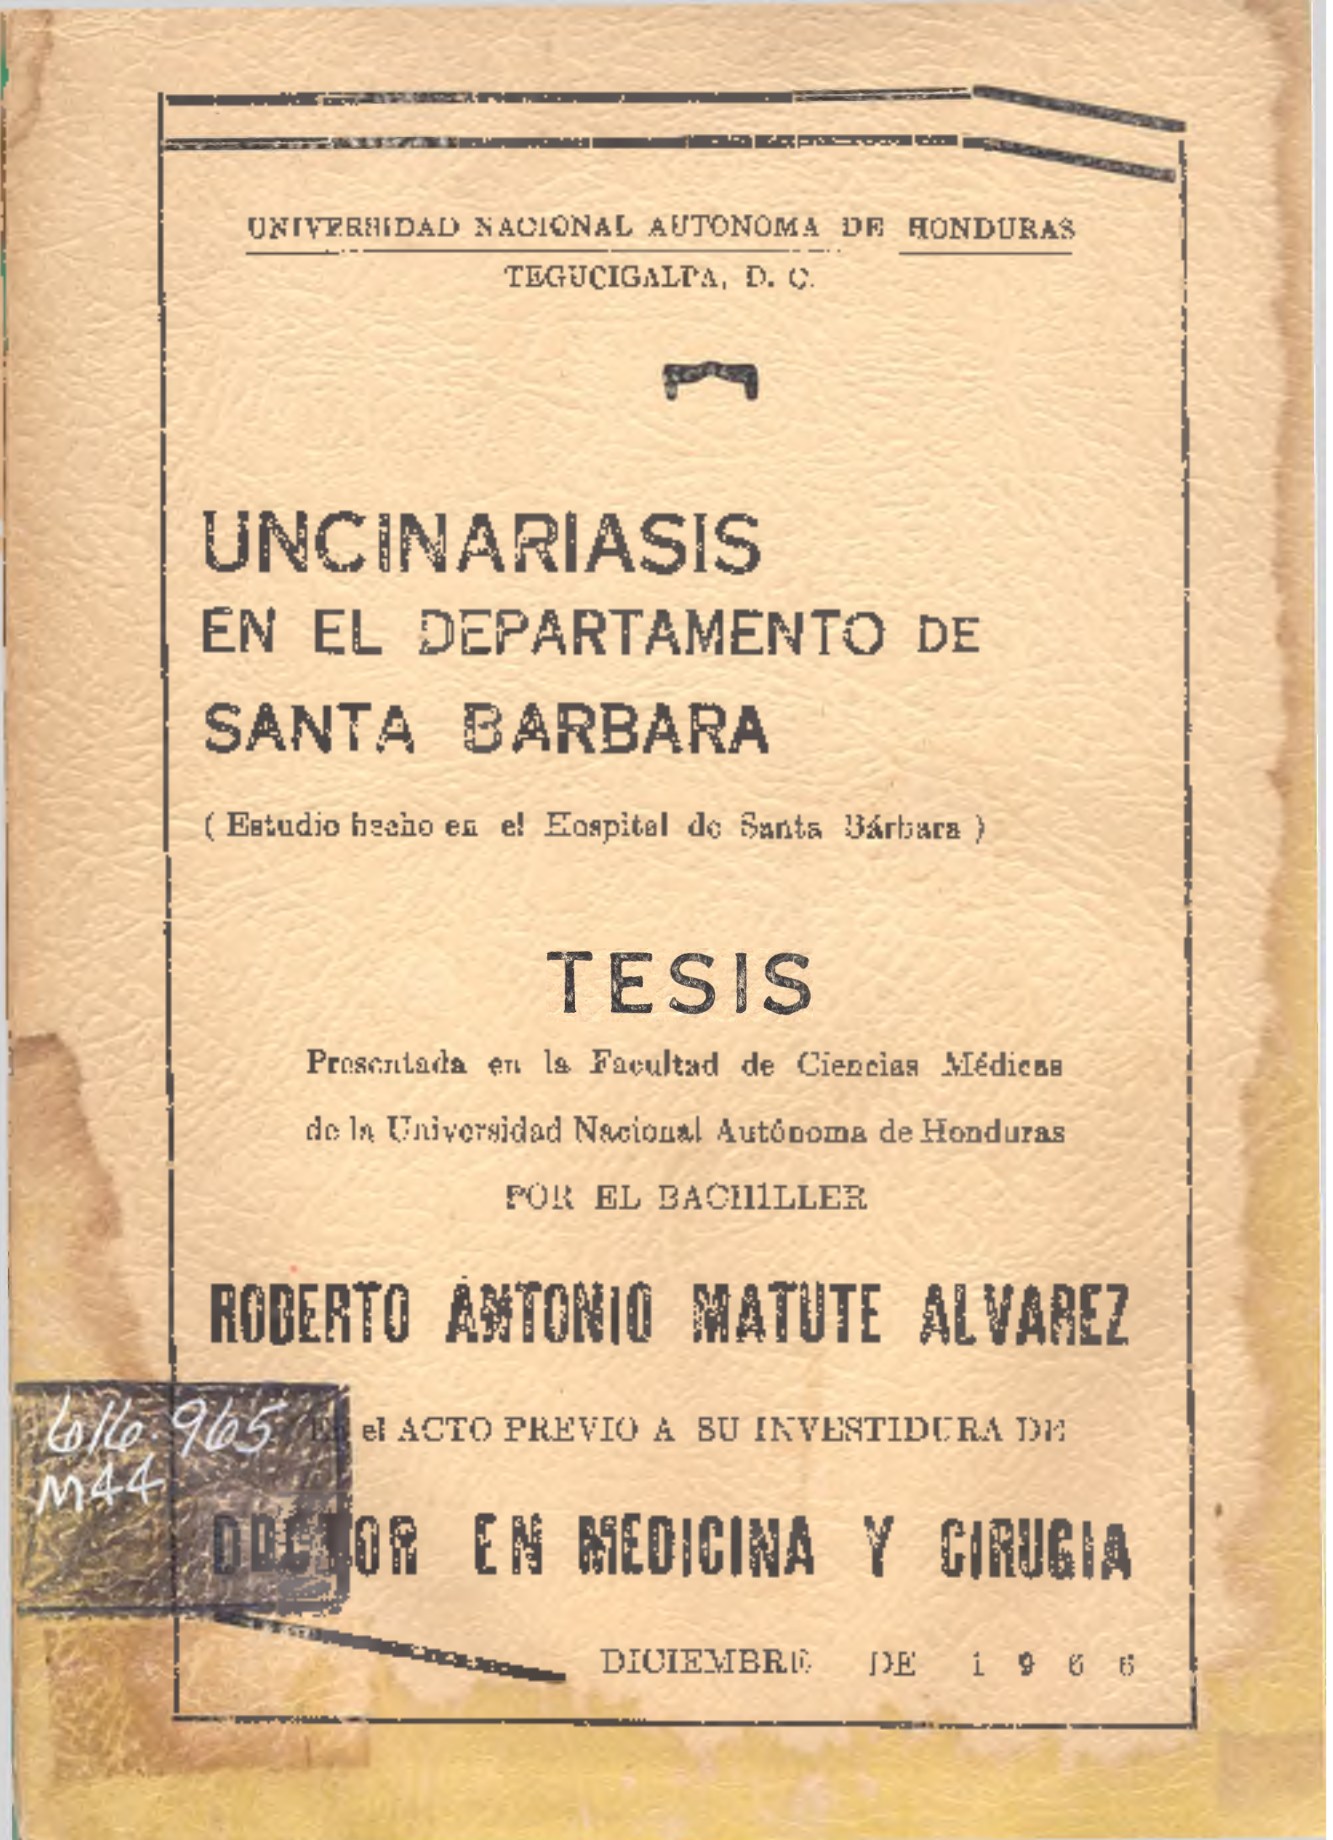 UNIVERSIDAD NACIONAL AUTONOMA DE HONDURAS
TEGUCIGALPA, D. C.
UNCINARIASIS
EN EL DEPARTAMENTO DE
SANTA BARBARA
( Estudio hecho en el Hospital de Santa Bárbara )
TESIS
Presentada en la Facultad de Ciencias Médicas
de la Universidad Nacional Autónoma de Honduras
POR EL BACHILLER
ROBERTO ANTONIO MATUTE ALVAREZ
616.965
M44
EN el ACTO PREVIO A SU INVESTIDURA DE
DOCTOR EN MEDICINA Y CIRUGIA
DICIEMBRE DE 1966